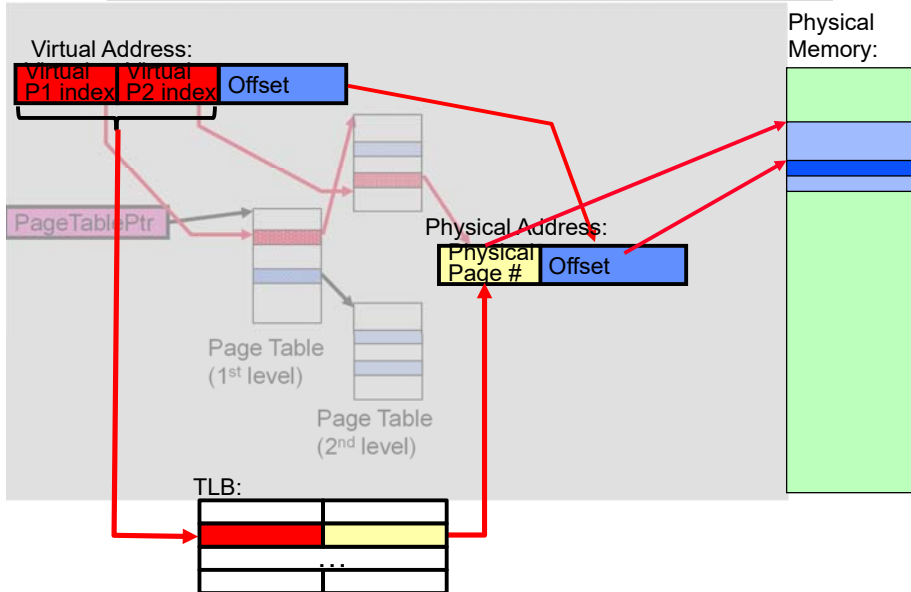 Physical
Memory:
Virtual Address:
Virtual
P1 index
Virtual
P2 index
Offset
PageTablePtr
Physical Address:
Physical
Page #
Offset
Page Table
(1st level)
Page Table
(2nd level)
TLB:
...